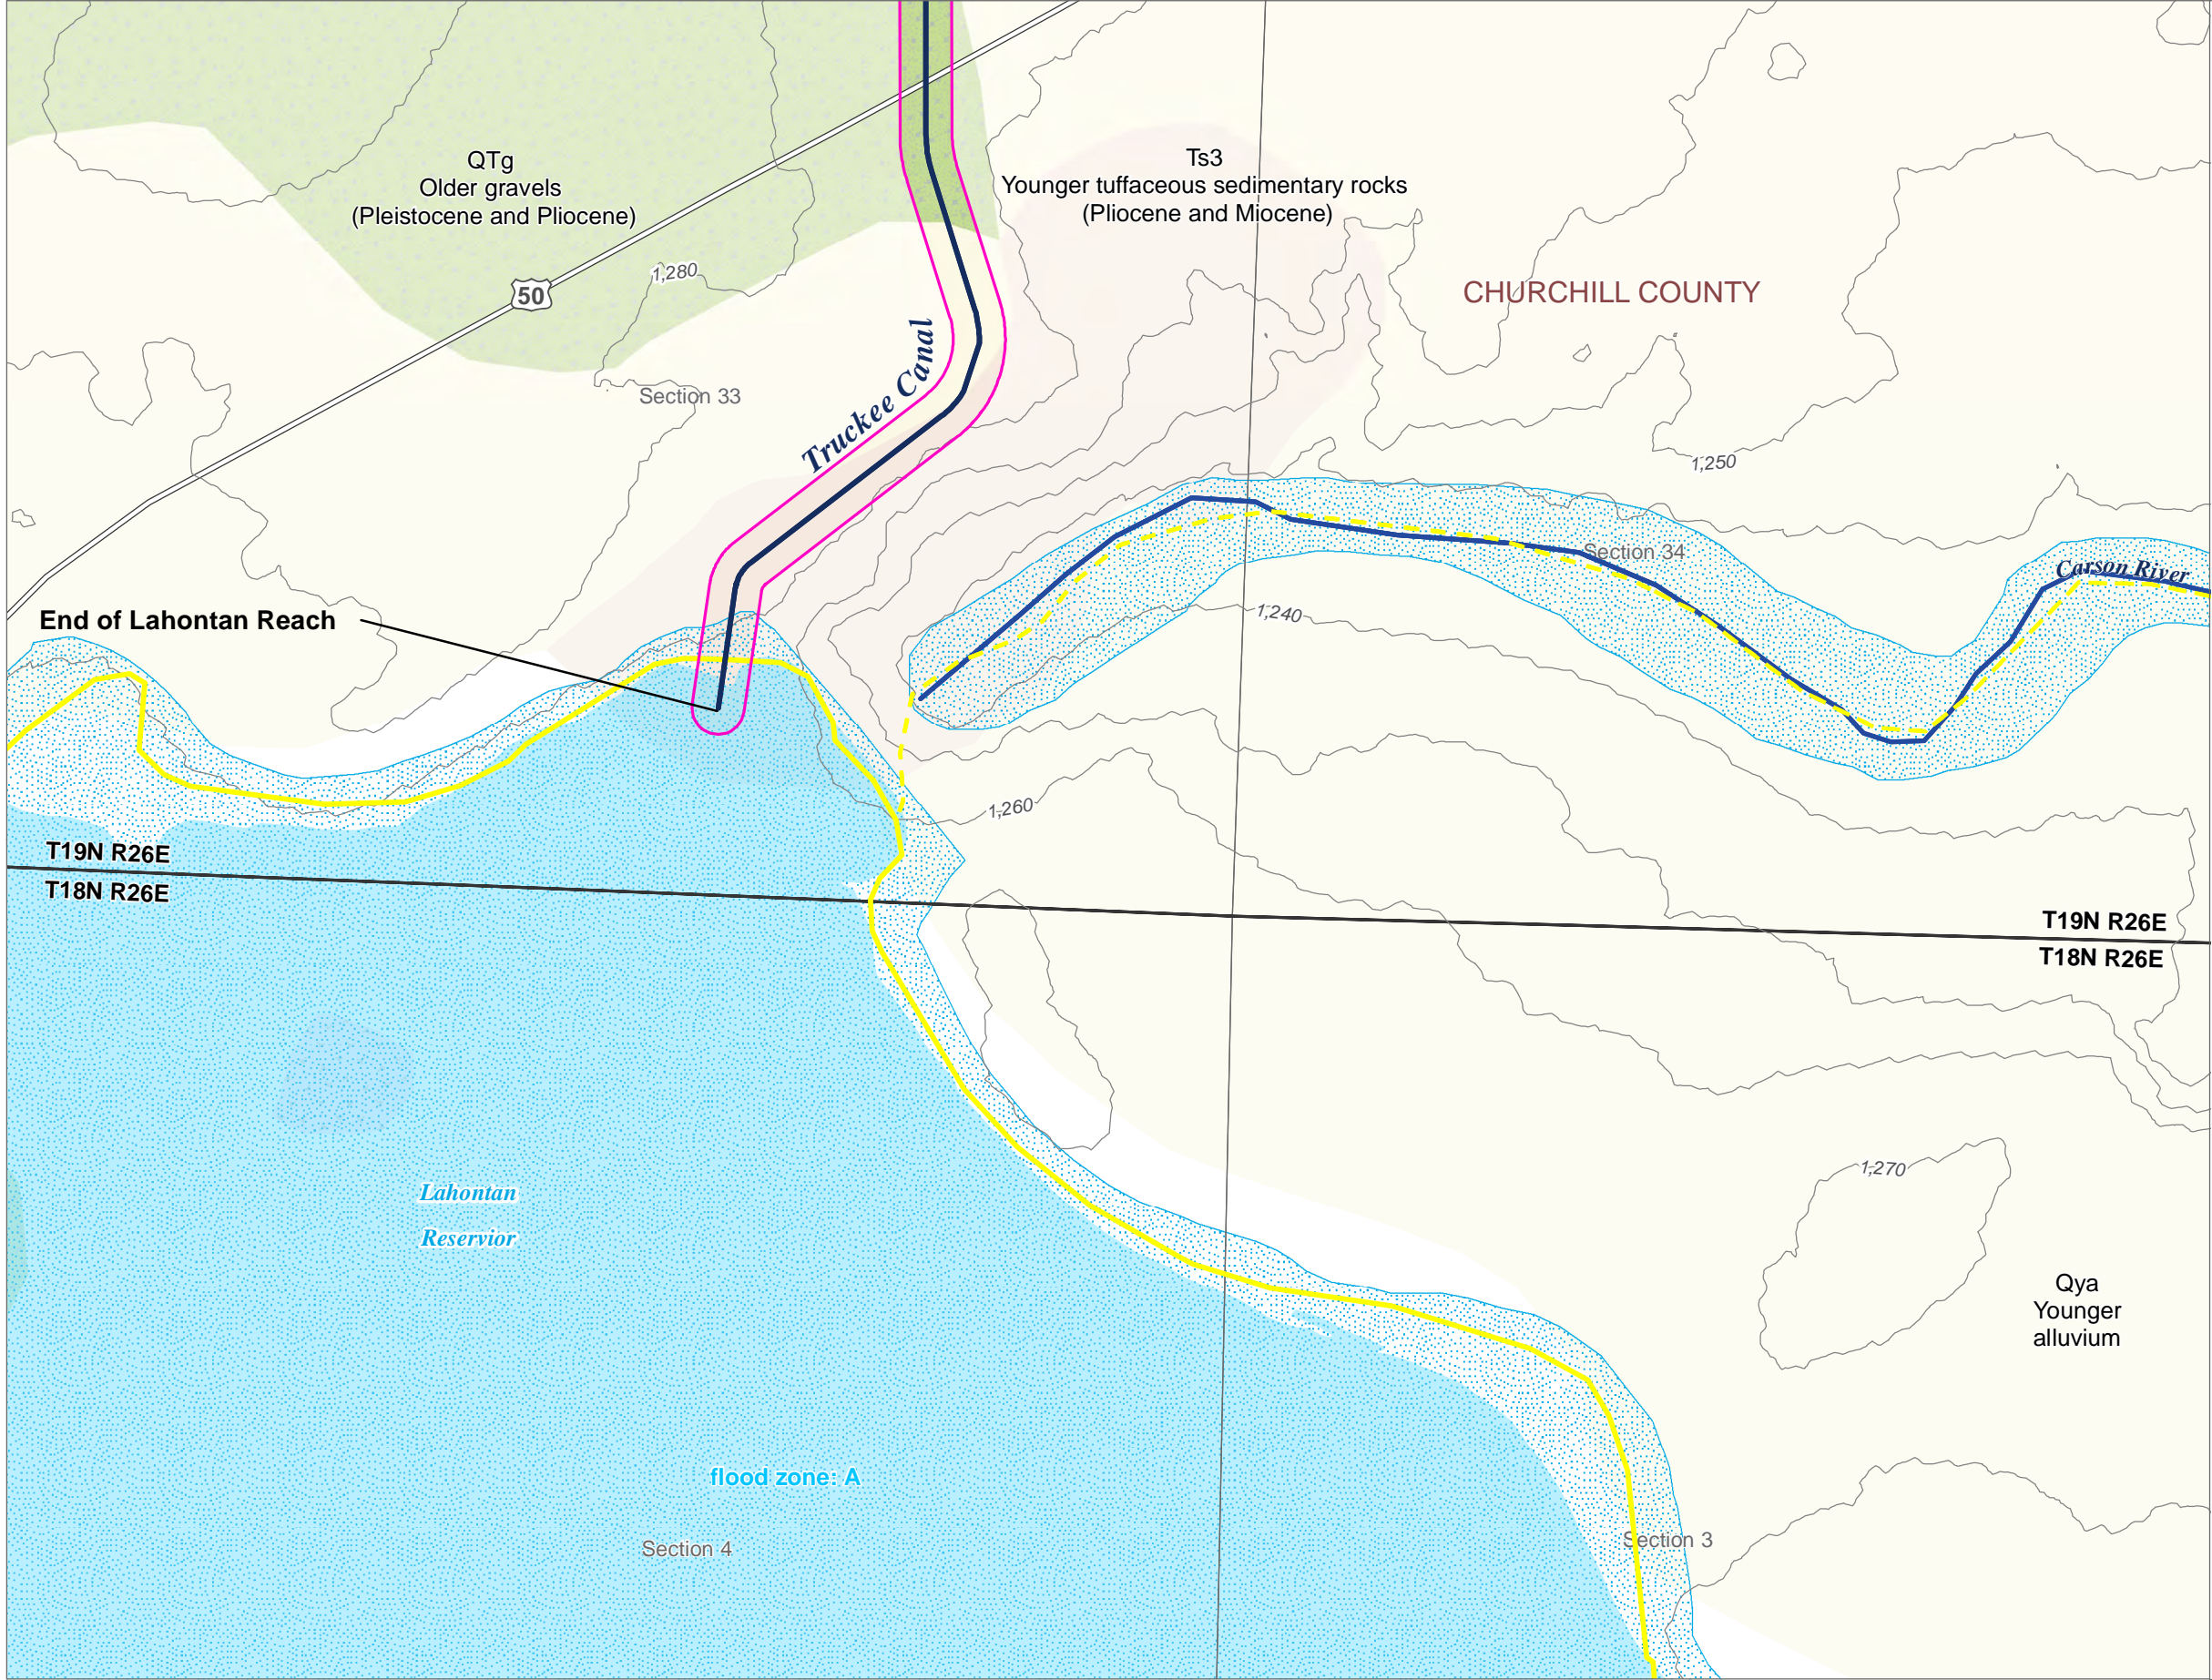 QTg
Older gravels
(Pleistocene and Pliocene)
Ts3
Younger tuffaceous sedimentary rocks
(Pliocene and Miocene)
1,280
50
CHURCHILL COUNTY
Truckee Canal
Section 33
1,250
Section 34
Carson River
End of Lahontan Reach
1,240
1,260
T19N R26E
T18N R26E
T19N R26E
T18N R26E
1,270
Lahontan
Reservior
Qya
Younger
alluvium
flood zone: A
Section 4
Section 3